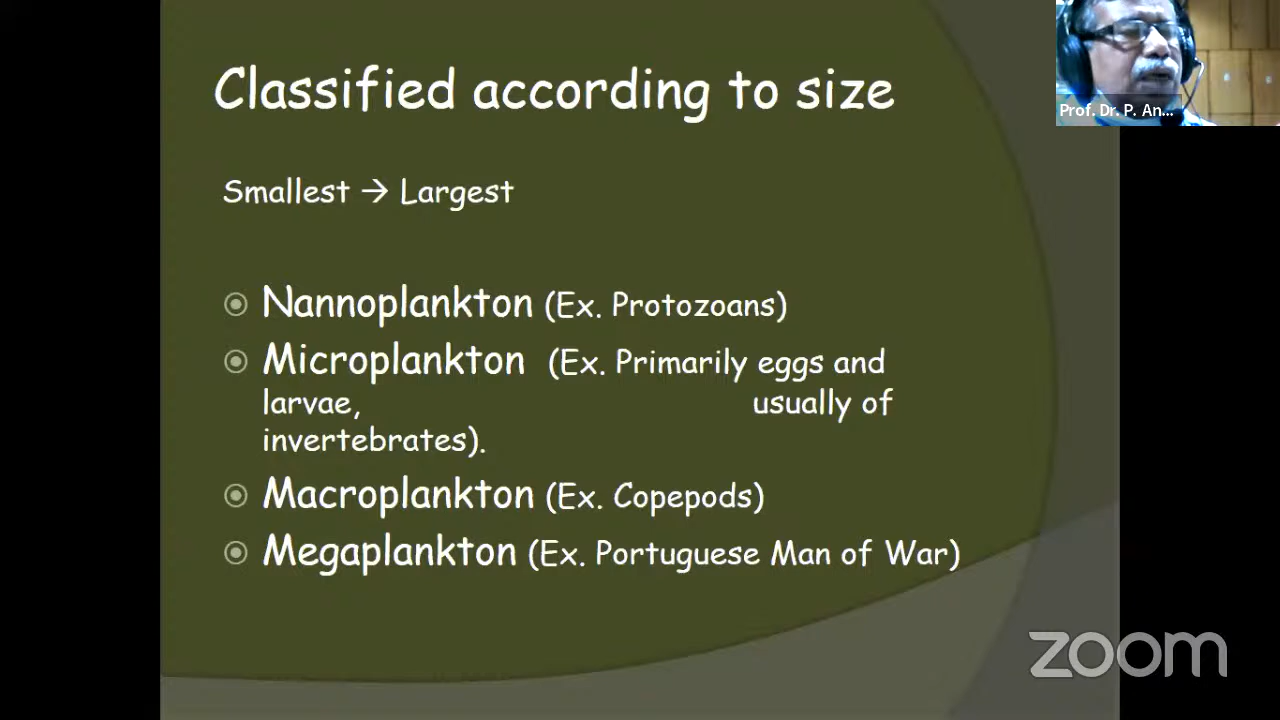 Classified according to size
Prof. Dr. P. An...
Smallest → Largest
Nannoplankton (Ex. Protozoans)
Microplankton (Ex. Primarily eggs and
larvae, usually of
invertebrates).
Macroplankton (Ex. Copepods)
Megaplankton (Ex. Portuguese Man of War)
zoom